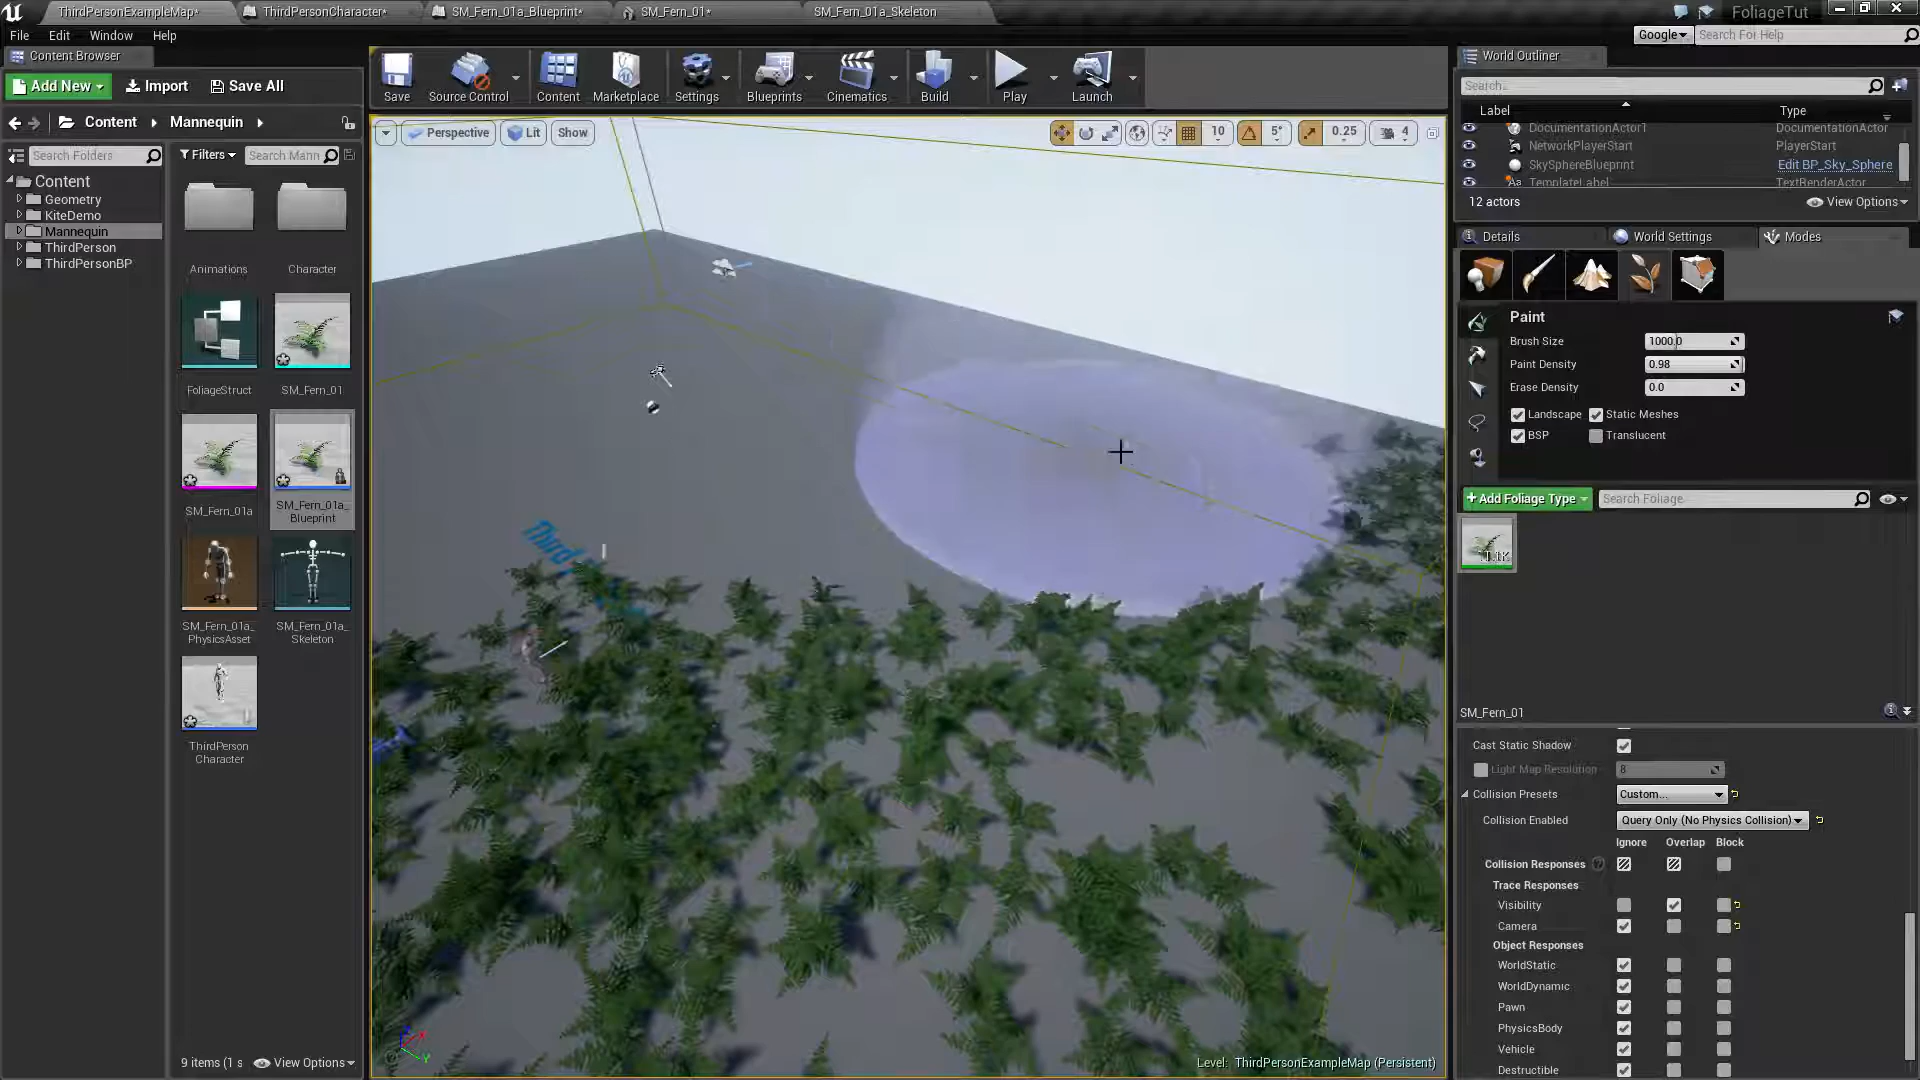 ThirdPersonExampleMap*
ThirdPersonCharacter*
SM_Fern_01a_Blueprint*
SM_Fern_01*
SM_Fern_01a_Skeleton
FoliageTut
File Edit Window Help
Google
Search For Help
Content Browser
Add New
Import
Save All
Content
Mannequin
Search Folders
Filters
Search Mann
Content
Geometry
KiteDemo
Mannequin
ThirdPerson
ThirdPersonBP
Animations
Character
FoliageStruct
SM_Fern_01
SM_Fern_01a
SM_Fern_01a_
Blueprint
SM_Fern_01a_
PhysicsAsset
SM_Fern_01a_
Skeleton
ThirdPerson
Character
9 items (1 s
View Options
Save
Source Control
Content
Marketplace
Settings
Blueprints
Cinematics
Build
Play
Launch
Perspective
Lit
Show
10
5°
0.25
4
Third
Level: ThirdPersonExampleMap (Persistent)
World Outliner
Search...
Label Type
DocumentationActor1 DocumentationActor
NetworkPlayerStart PlayerStart
SkySphereBlueprint Edit BP_Sky_Sphere
TemplateLabel TextRenderActor
12 actors
View Options
Details
World Settings
Modes
Paint
Brush Size 1000.0
Paint Density 0.98
Erase Density 0.0
Landscape Static Meshes
BSP Translucent
+Add Foliage Type
Search Foliage
1.1K
SM_Fern_01
Cast Static Shadow
Light Map Resolution 8
Collision Presets Custom...
Collision Enabled Query Only (No Physics Collision)
Ignore Overlap Block
Collision Responses
Trace Responses
Visibility
Camera
Object Responses
WorldStatic
WorldDynamic
Pawn
PhysicsBody
Vehicle
Destructible